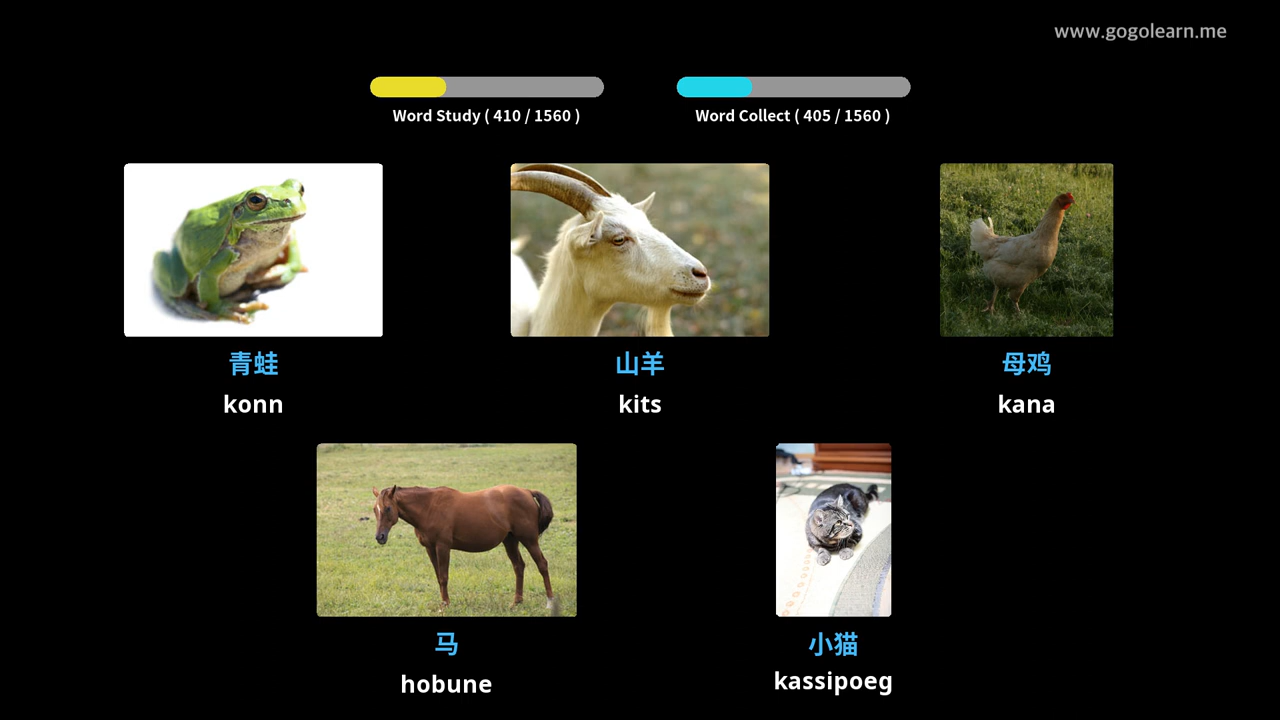 www.gogolearn.me
Word Study ( 410 / 1560 )
Word Collect ( 405 / 1560 )
青蛙
konn
山羊
kits
母鸡
kana
马
hobune
小猫
kassipoeg